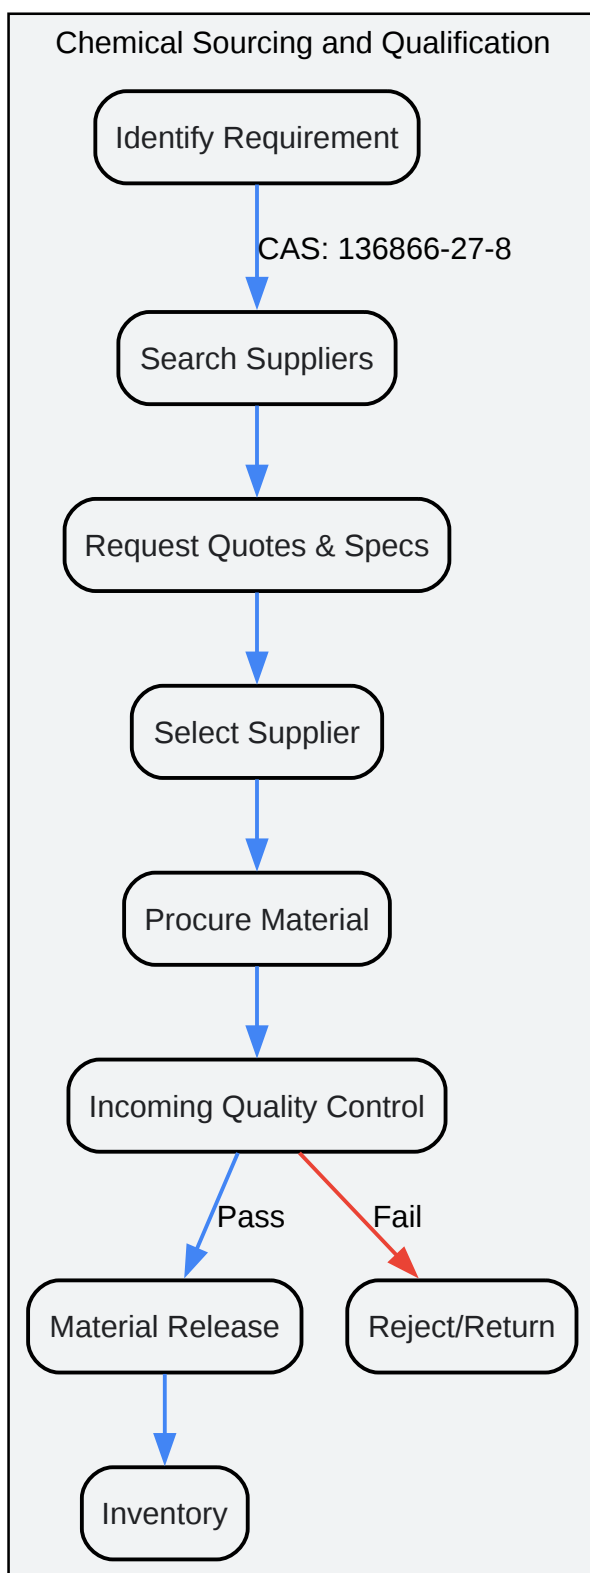 Chemical Sourcing and Qualification
Identify Requirement
CAS: 136866-27-8
Search Suppliers
Request Quotes & Specs
Select Supplier
Procure Material
Incoming Quality Control
Pass
Fail
Material Release
Reject/Return
Inventory